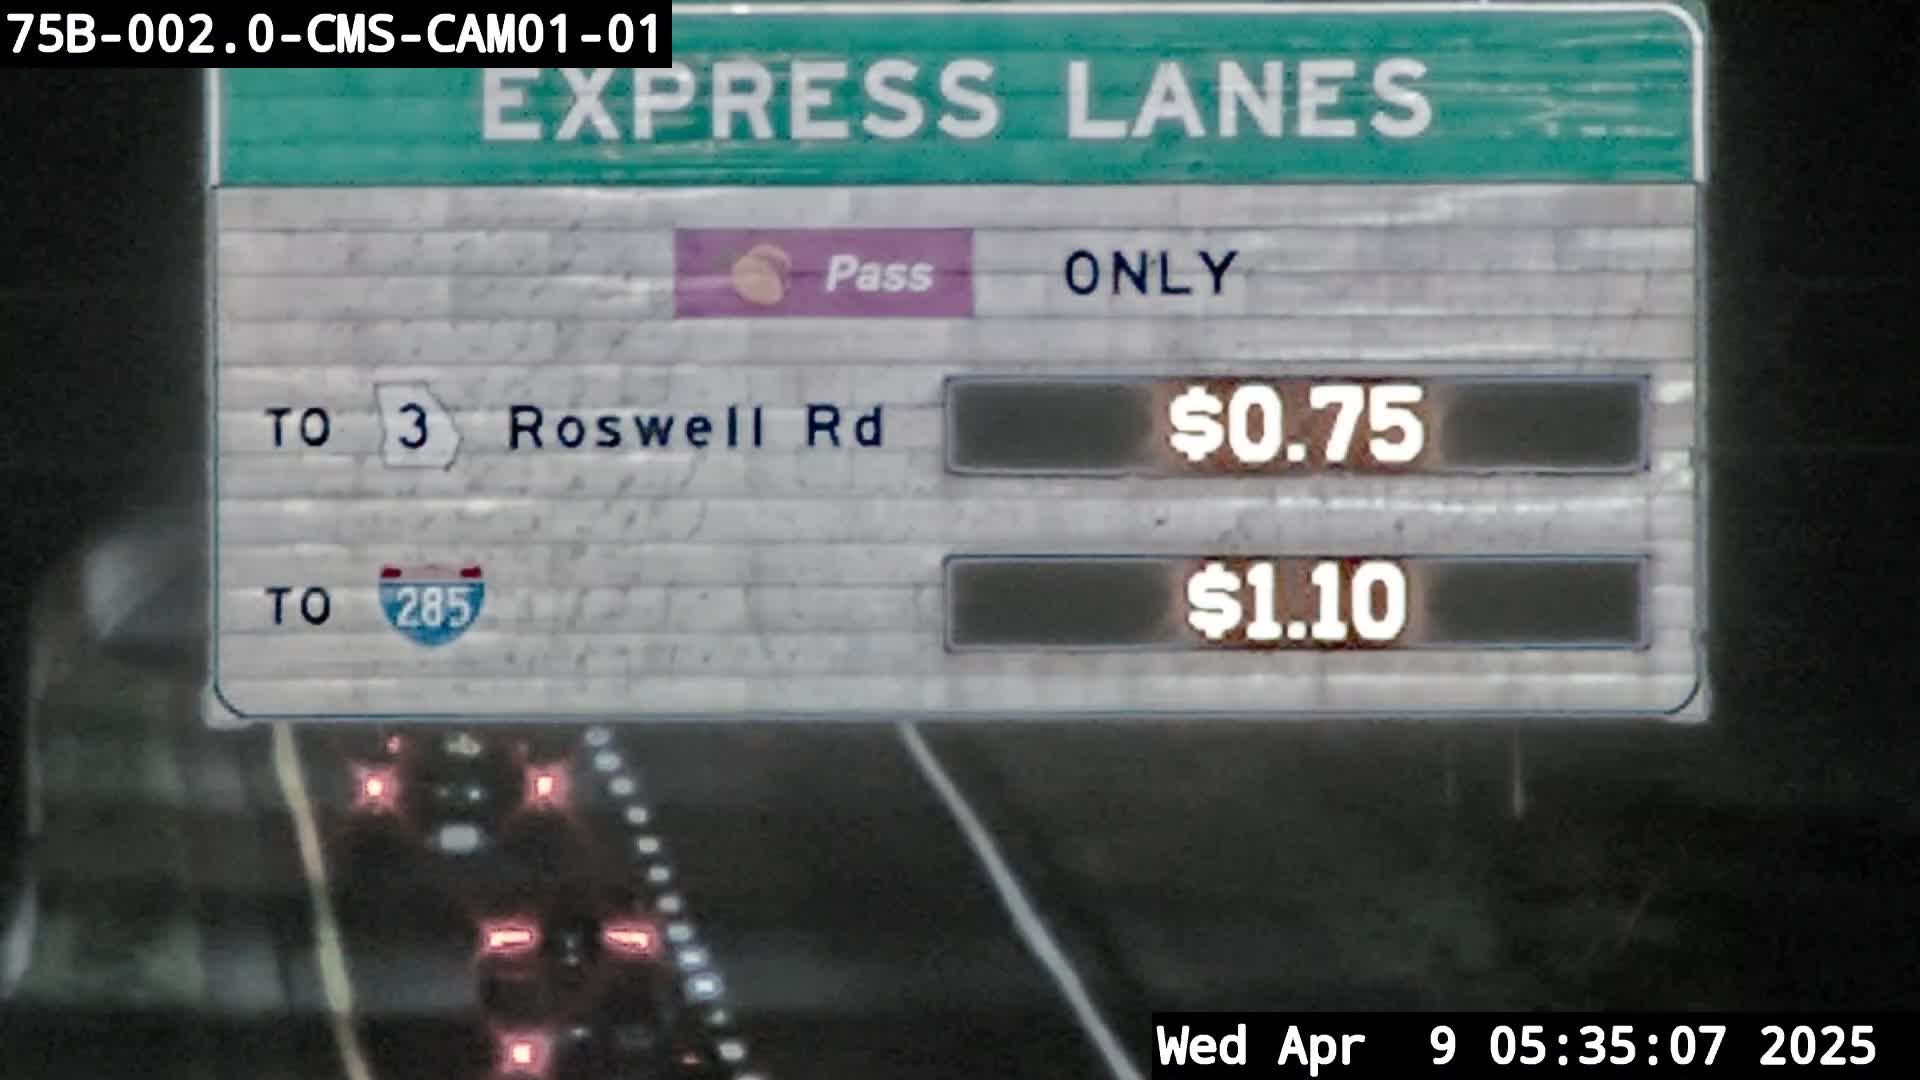 75B-002.0-CMS-CAM01-01
EXPRESS LANES
Pass ONLY
TO 3 Roswell Rd $0.75
TO 285 $1.10
Wed Apr 9 05:35:07 2025